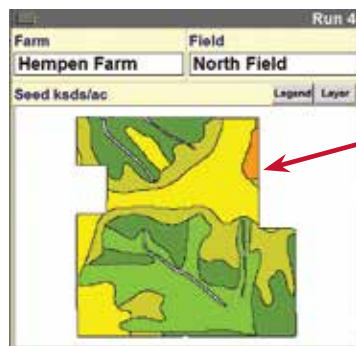 Run 4
Farm Field
Hempen Farm North Field
Seed ksds/ac Legend Layer